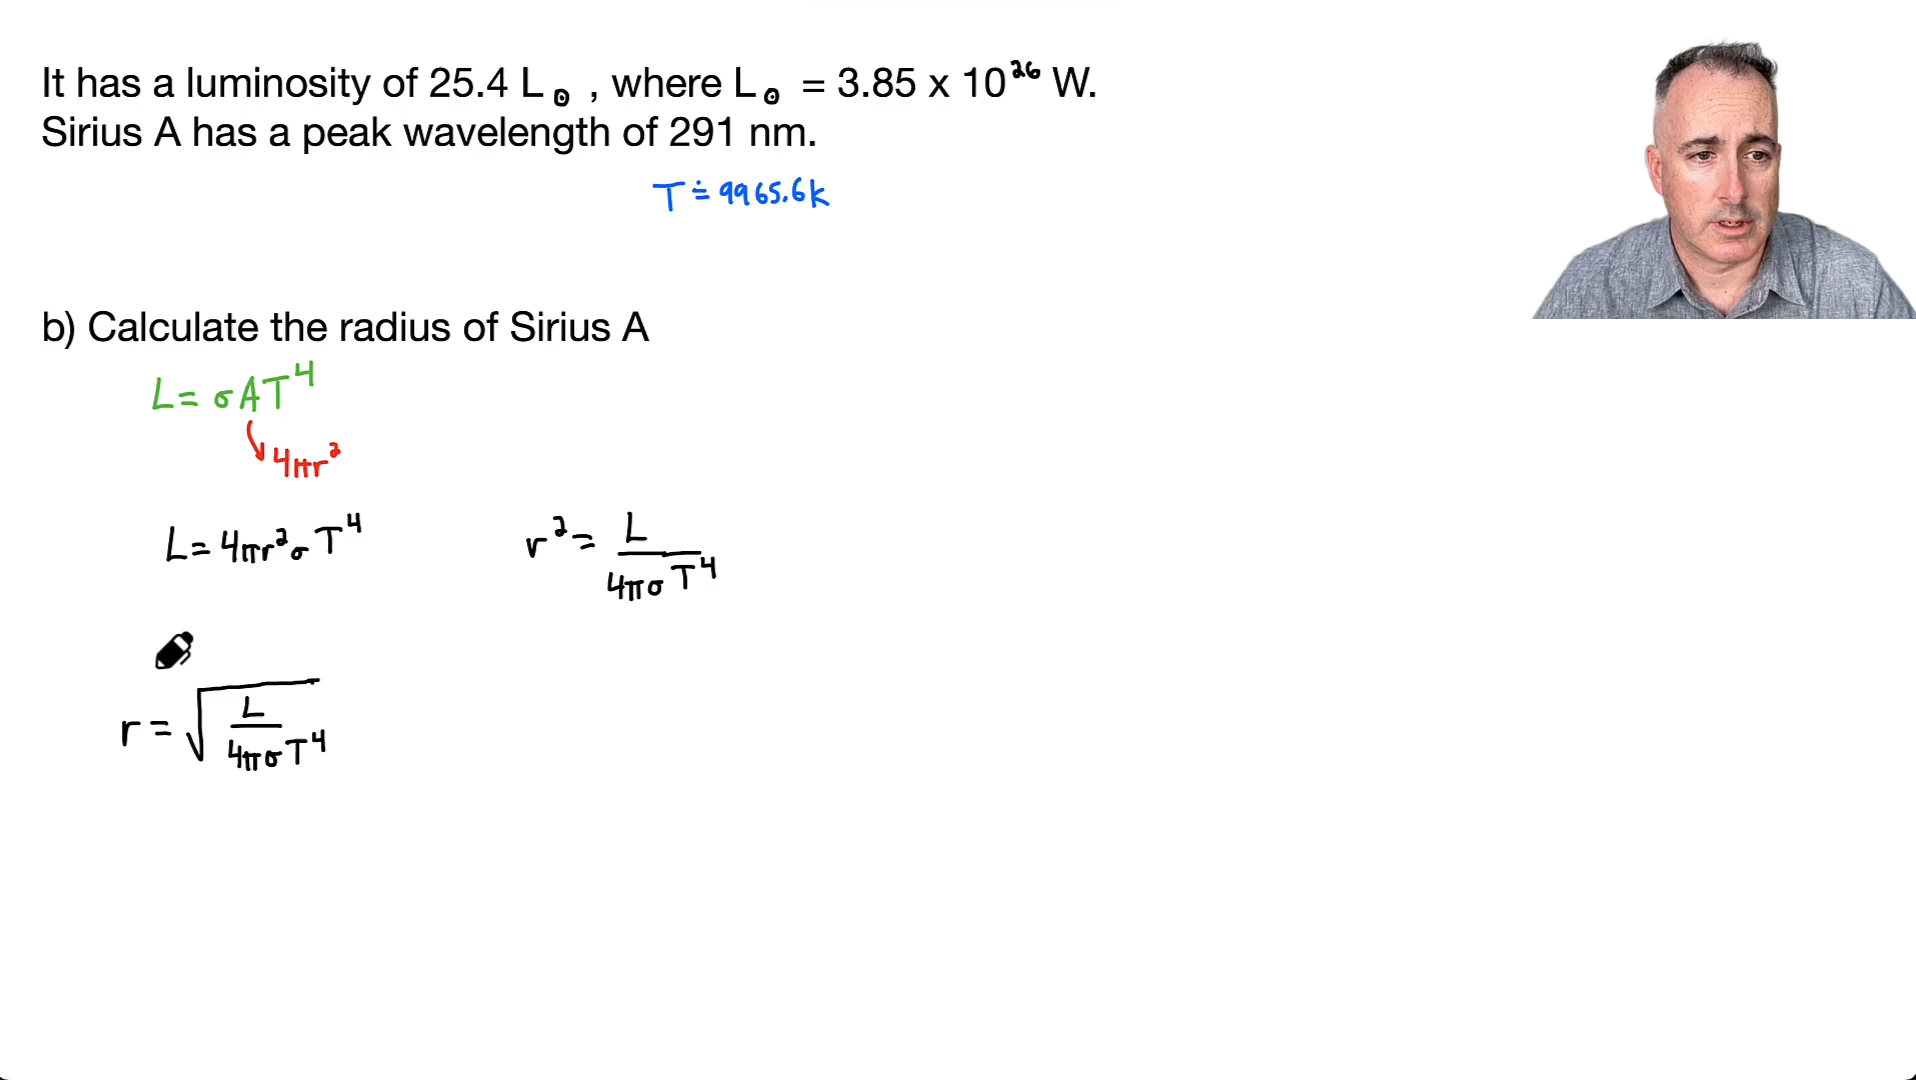 It has a luminosity of 25.4 L⊙ , where L⊙ = 3.85 x 10²⁶ W.
Sirius A has a peak wavelength of 291 nm.
T ≐ 9965.6k
b) Calculate the radius of Sirius A
L = σAT⁴
4πr²
L = 4πr²σT⁴
r² = L / 4πσT⁴
r = √(L / 4πσT⁴)